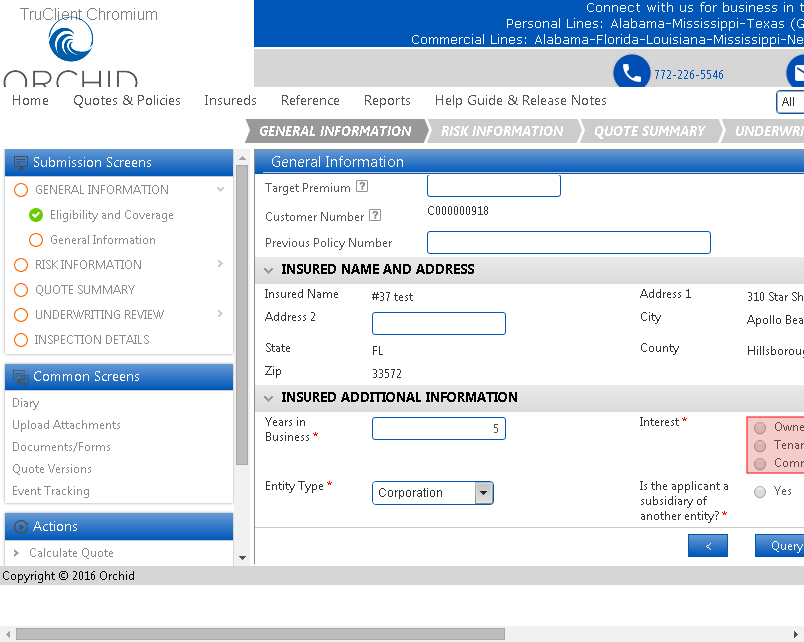 TruClient Chromium
ORCHID
Connect with us for business in t
Personal Lines: Alabama-Mississippi-Texas (G
Commercial Lines: Alabama-Florida-Louisiana-Mississippi-Ne
772-226-5546
Home Quotes & Policies Insureds Reference Reports Help Guide & Release Notes All
GENERAL INFORMATION RISK INFORMATION QUOTE SUMMARY UNDERWRI
Submission Screens
GENERAL INFORMATION
Eligibility and Coverage
General Information
RISK INFORMATION
QUOTE SUMMARY
UNDERWRITING REVIEW
INSPECTION DETAILS
Common Screens
Diary
Upload Attachments
Documents/Forms
Quote Versions
Event Tracking
Actions
Calculate Quote
General Information
Target Premium ?
Customer Number ? C000000918
Previous Policy Number
INSURED NAME AND ADDRESS
Insured Name #37 test Address 1 310 Star Sh
Address 2 City Apollo Bea
State FL County Hillsboroug
Zip 33572
INSURED ADDITIONAL INFORMATION
Years in
Business * 5
Interest * Owne
Tenan
Comm
Entity Type * Corporation
Is the applicant a
subsidiary of
another entity? *
Yes
< Query
Copyright © 2016 Orchid